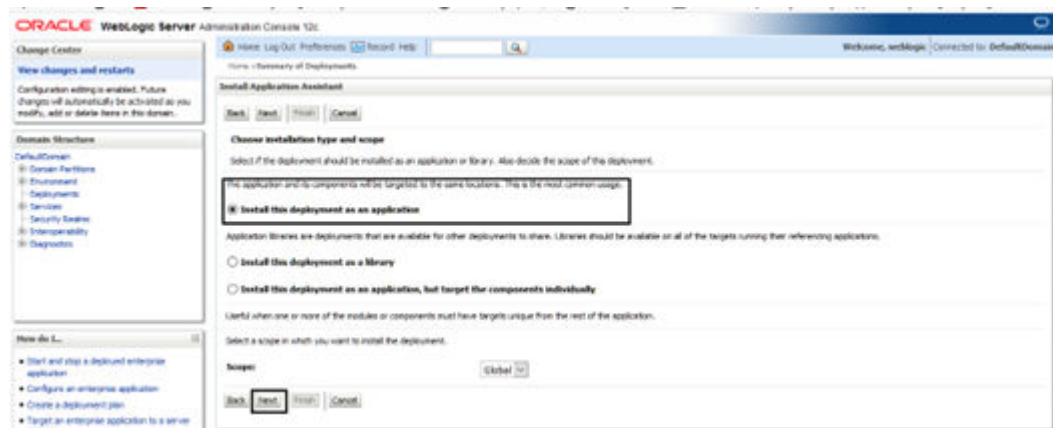 ORACLE WebLogic Server Administration Console 12c
Change Center
View changes and restarts
Configuration editing is enabled. Future
changes will automatically be activated as you
modify, add or delete items in this domain.
Domain Structure
DefaultDomain
Domain Partitions
Environment
Deployments
Services
Security Realms
Interoperability
Diagnostics
How do I...
Start and stop a deployed enterprise
application
Configure an enterprise application
Create a deployment plan
Target an enterprise application to a server
Home Log Out Preferences Record Help
Welcome, weblogic Connected to: DefaultDomain
Home >Summary of Deployments
Install Application Assistant
Back Next Finish Cancel
Choose installation type and scope
Select if the deployment should be installed as an application or library. Also decide the scope of this deployment.
The application and its components will be targeted to the same locations. This is the most common usage.
Install this deployment as an application
Application libraries are deployments that are available for other deployments to share. Libraries should be available on all of the targets running their referencing applications.
Install this deployment as a library
Install this deployment as an application, but target the components individually
Useful when one or more of the modules or components must have targets unique from the rest of the application.
Select a scope in which you want to install the deployment.
Scope: Global
Back Next Finish Cancel